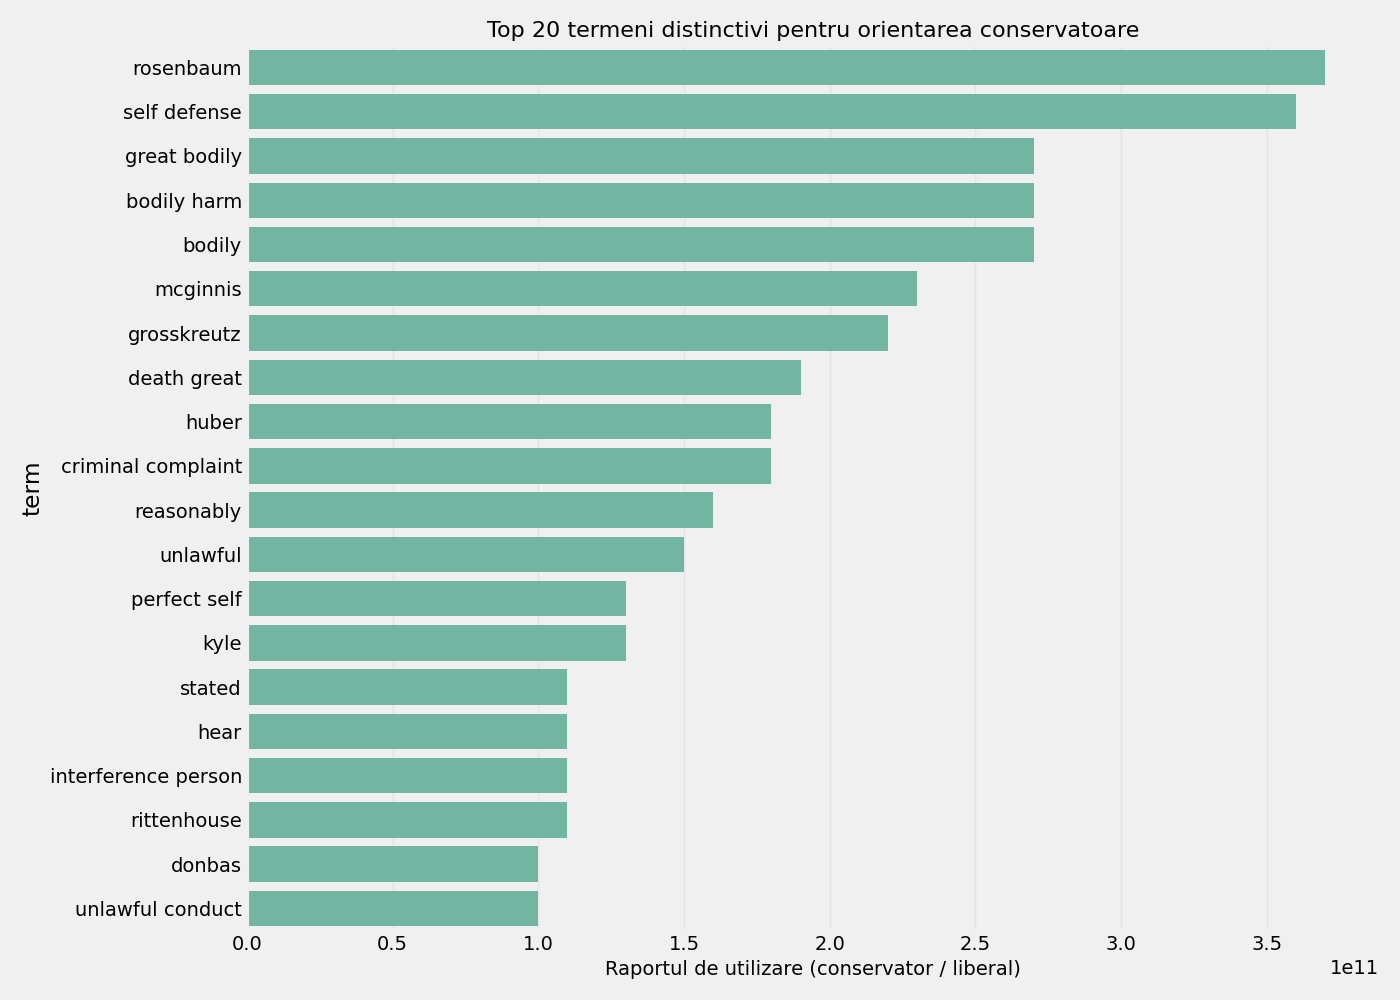 Top 20 termeni distinctivi pentru orientarea conservatoare
rosenbaum
self defense
great bodily
bodily harm
bodily
mcginnis
grosskreutz
death great
huber
criminal complaint
reasonably
unlawful
perfect self
kyle
stated
hear
interference person
rittenhouse
donbas
unlawful conduct
term
0.0 0.5 1.0 1.5 2.0 2.5 3.0 3.5
Raportul de utilizare (conservator / liberal)
1e11